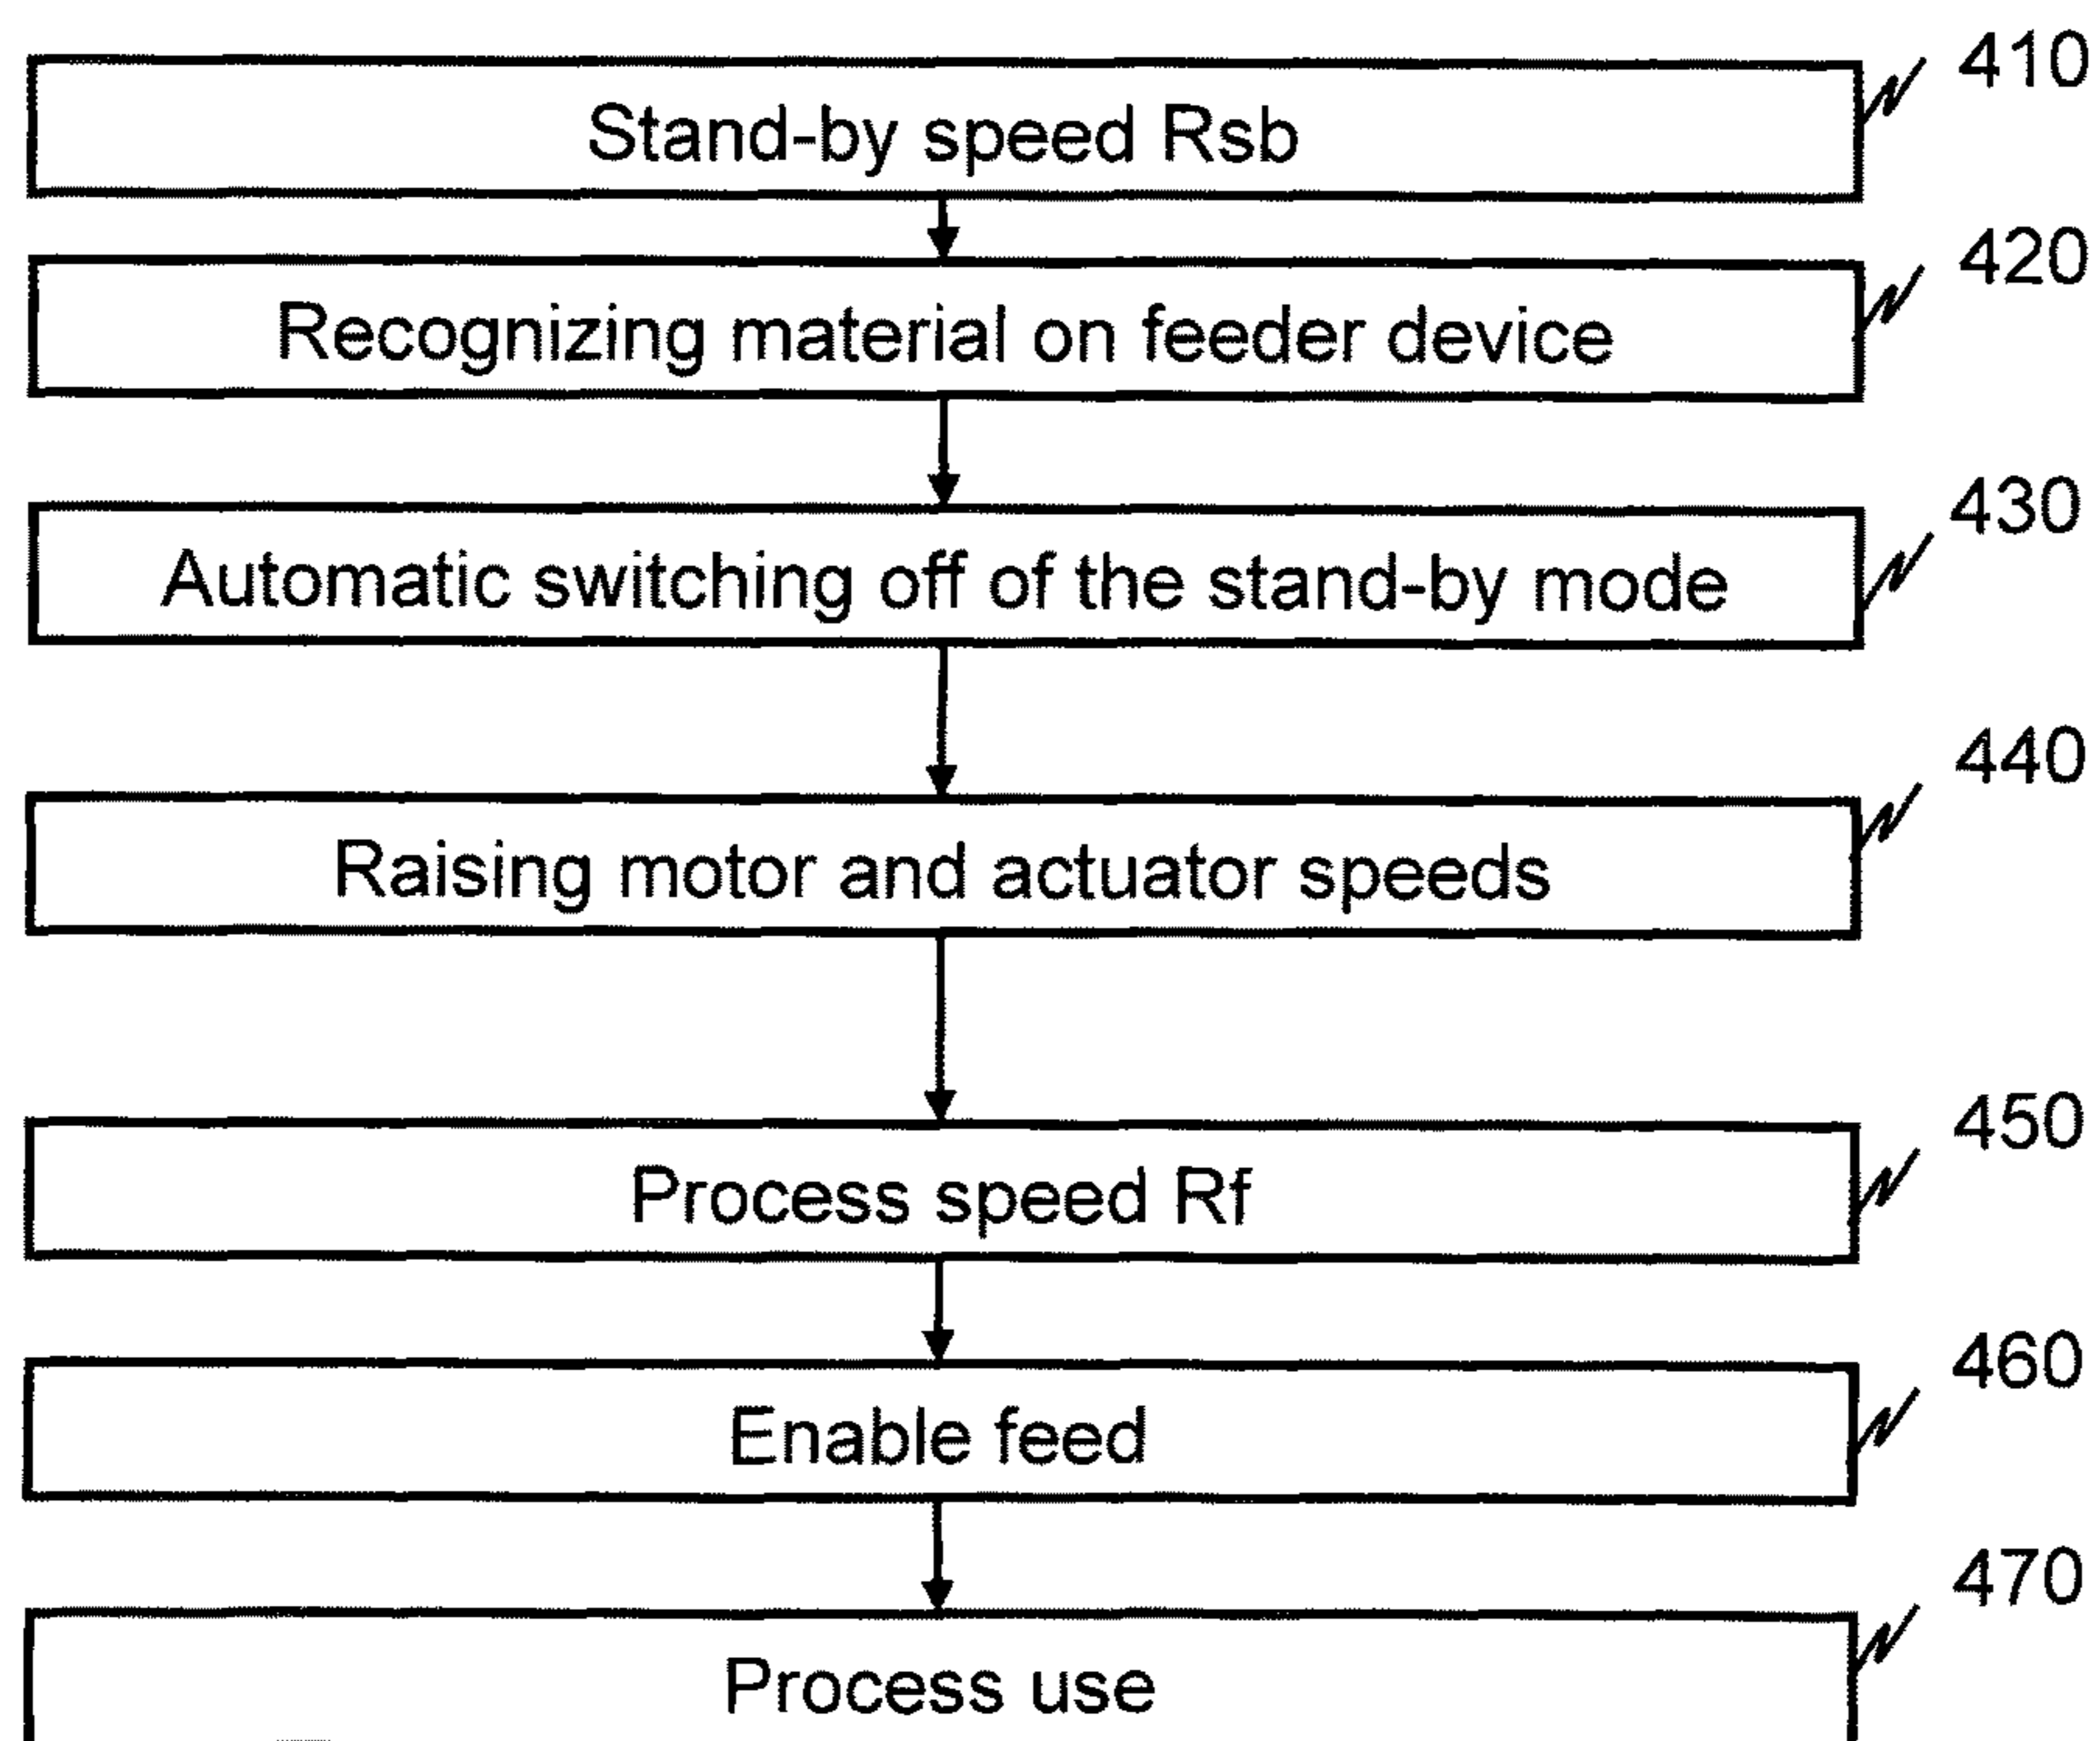 410
Stand-by speed Rsb
420
Recognizing material on feeder device
430
Automatic switching off of the stand-by mode
440
Raising motor and actuator speeds
450
Process speed Rf
460
Enable feed
470
Process use